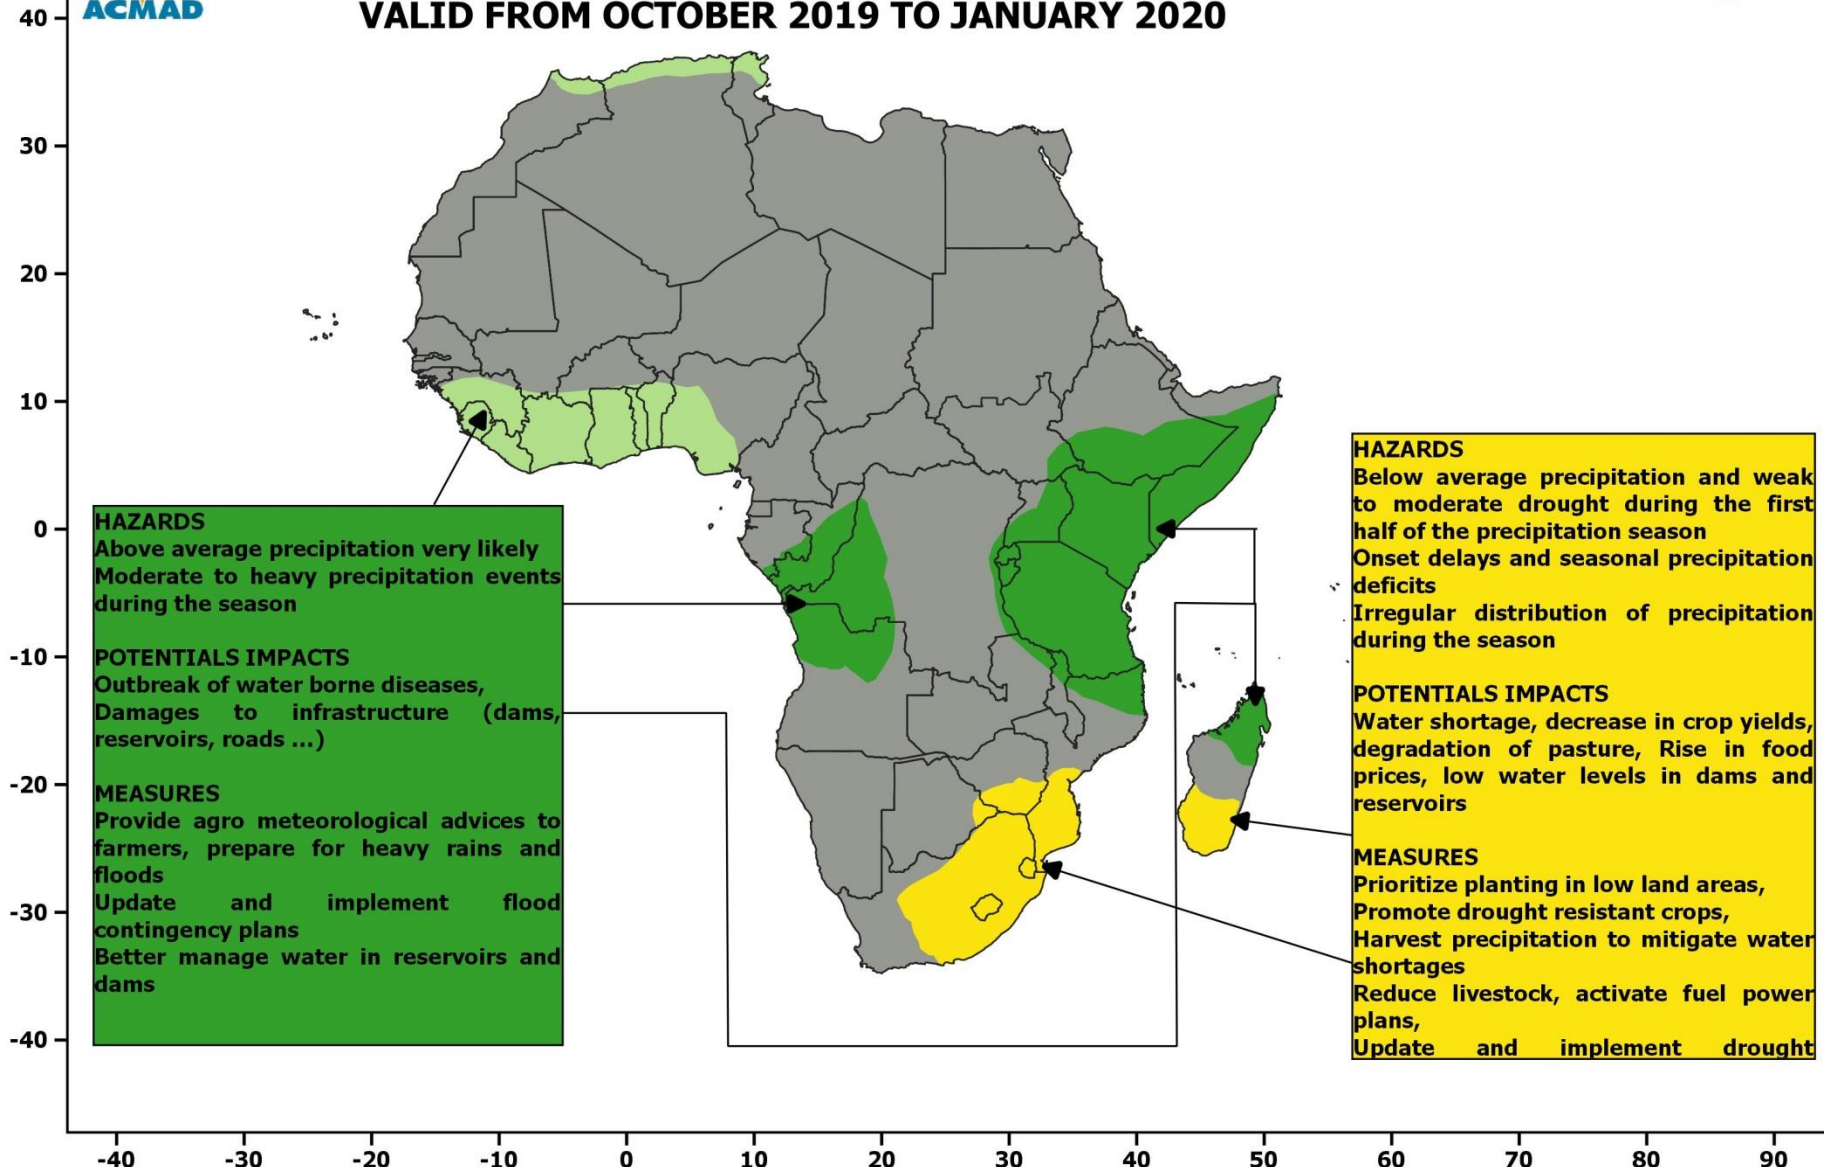 ACMAD
VALID FROM OCTOBER 2019 TO JANUARY 2020
40
30
20
10
0
-10
-20
-30
-40
HAZARDS
Above average precipitation very likely
Moderate to heavy precipitation events
during the season
POTENTIALS IMPACTS
Outbreak of water borne diseases,
Damages to infrastructure (dams,
reservoirs, roads ...)
MEASURES
Provide agro meteorological advices to
farmers, prepare for heavy rains and
floods
Update and implement flood
contingency plans
Better manage water in reservoirs and
dams
HAZARDS
Below average precipitation and weak
to moderate drought during the first
half of the precipitation season
Onset delays and seasonal precipitation
deficits
Irregular distribution of precipitation
during the season
POTENTIALS IMPACTS
Water shortage, decrease in crop yields,
degradation of pasture, Rise in food
prices, low water levels in dams and
reservoirs
MEASURES
Prioritize planting in low land areas,
Promote drought resistant crops,
Harvest precipitation to mitigate water
shortages
Reduce livestock, activate fuel power
plans,
Update and implement drought
-40 -30 -20 -10 0 10 20 30 40 50 60 70 80 90